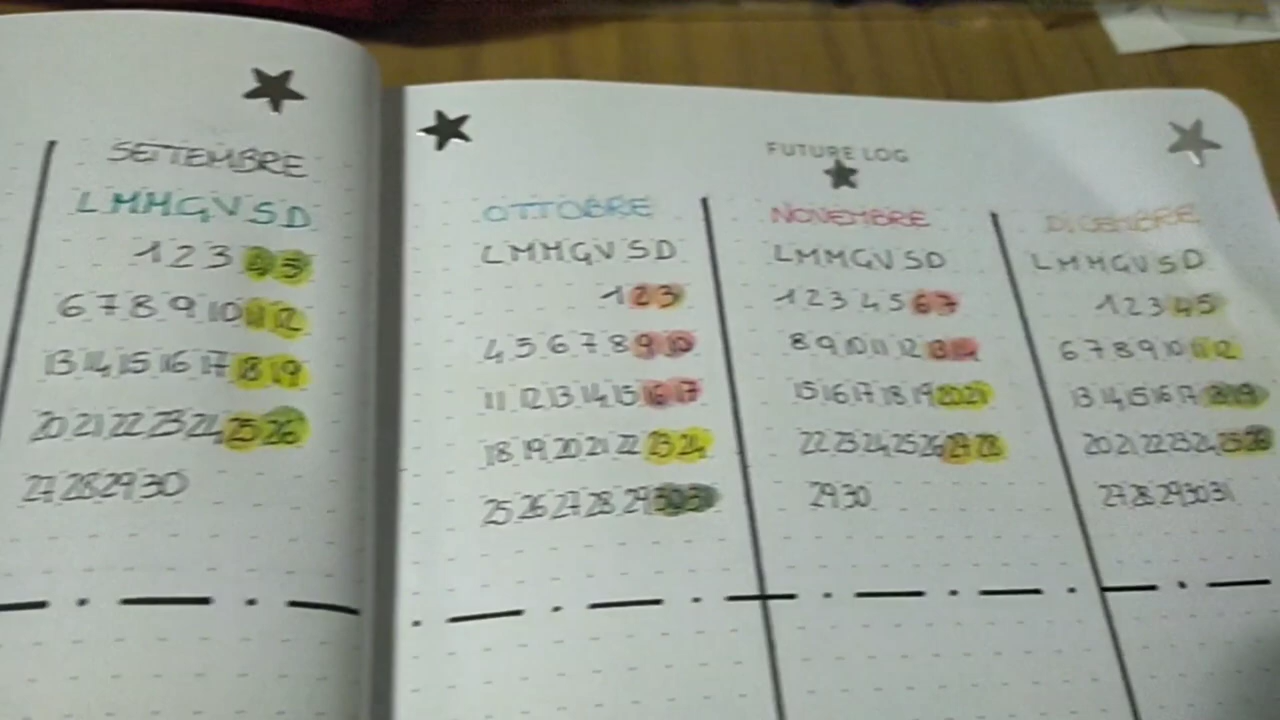 SETTEMBRE
L M M G V S D
1 2 3 4 5
6 7 8 9 10 11 12
13 14 15 16 17 18 19
20 21 22 23 24 25 26
27 28 29 30
FUTURE LOG
OTTOBRE
L M M G V S D
1 2 3
4 5 6 7 8 9 10
11 12 13 14 15 16 17
18 19 20 21 22 23 24
25 26 27 28 29 30 31
NOVEMBRE
L M M G V S D
1 2 3 4 5 6 7
8 9 10 11 12 13 14
15 16 17 18 19 20 21
22 23 24 25 26 27 28
29 30
DICEMBRE
L M M G V S D
1 2 3 4 5
6 7 8 9 10 11 12
13 14 15 16 17 18 19
20 21 22 23 24 25 26
27 28 29 30 31